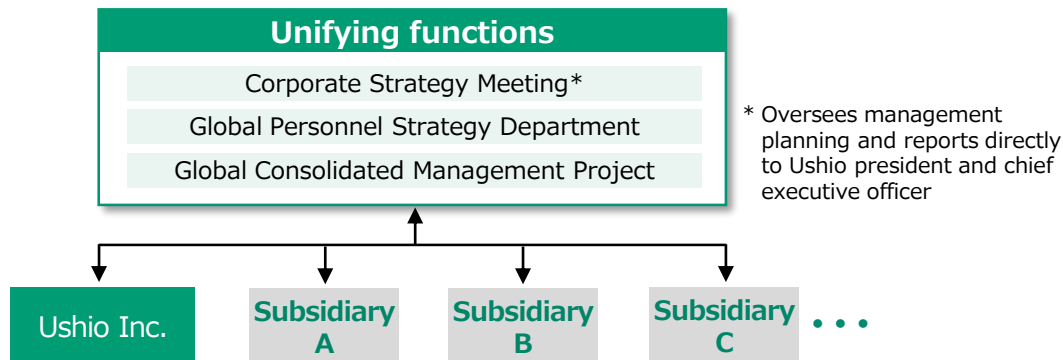 Unifying functions
Corporate Strategy Meeting*
Global Personnel Strategy Department
Global Consolidated Management Project
* Oversees management
planning and reports directly
to Ushio president and chief
executive officer
Ushio Inc.
Subsidiary
A
Subsidiary
B
Subsidiary
C
• • •